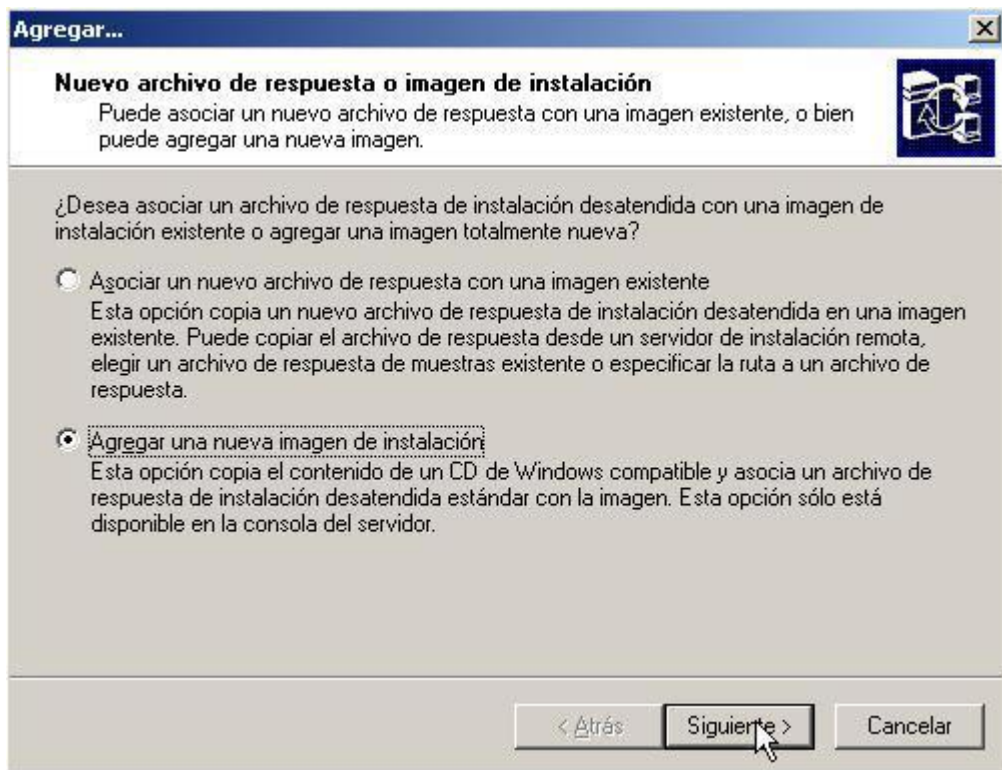 Agregar...
Nuevo archivo de respuesta o imagen de instalación
Puede asociar un nuevo archivo de respuesta con una imagen existente, o bien
puede agregar una nueva imagen.
¿Desea asociar un archivo de respuesta de instalación desatendida con una imagen de
instalación existente o agregar una imagen totalmente nueva?
Asociar un nuevo archivo de respuesta con una imagen existente
Esta opción copia un nuevo archivo de respuesta de instalación desatendida en una imagen
existente. Puede copiar el archivo de respuesta desde un servidor de instalación remota,
elegir un archivo de respuesta de muestras existente o especificar la ruta a un archivo de
respuesta.
Agregar una nueva imagen de instalación
Esta opción copia el contenido de un CD de Windows compatible y asocia un archivo de
respuesta de instalación desatendida estándar con la imagen. Esta opción sólo está
disponible en la consola del servidor.
< Atrás Siguiente > Cancelar